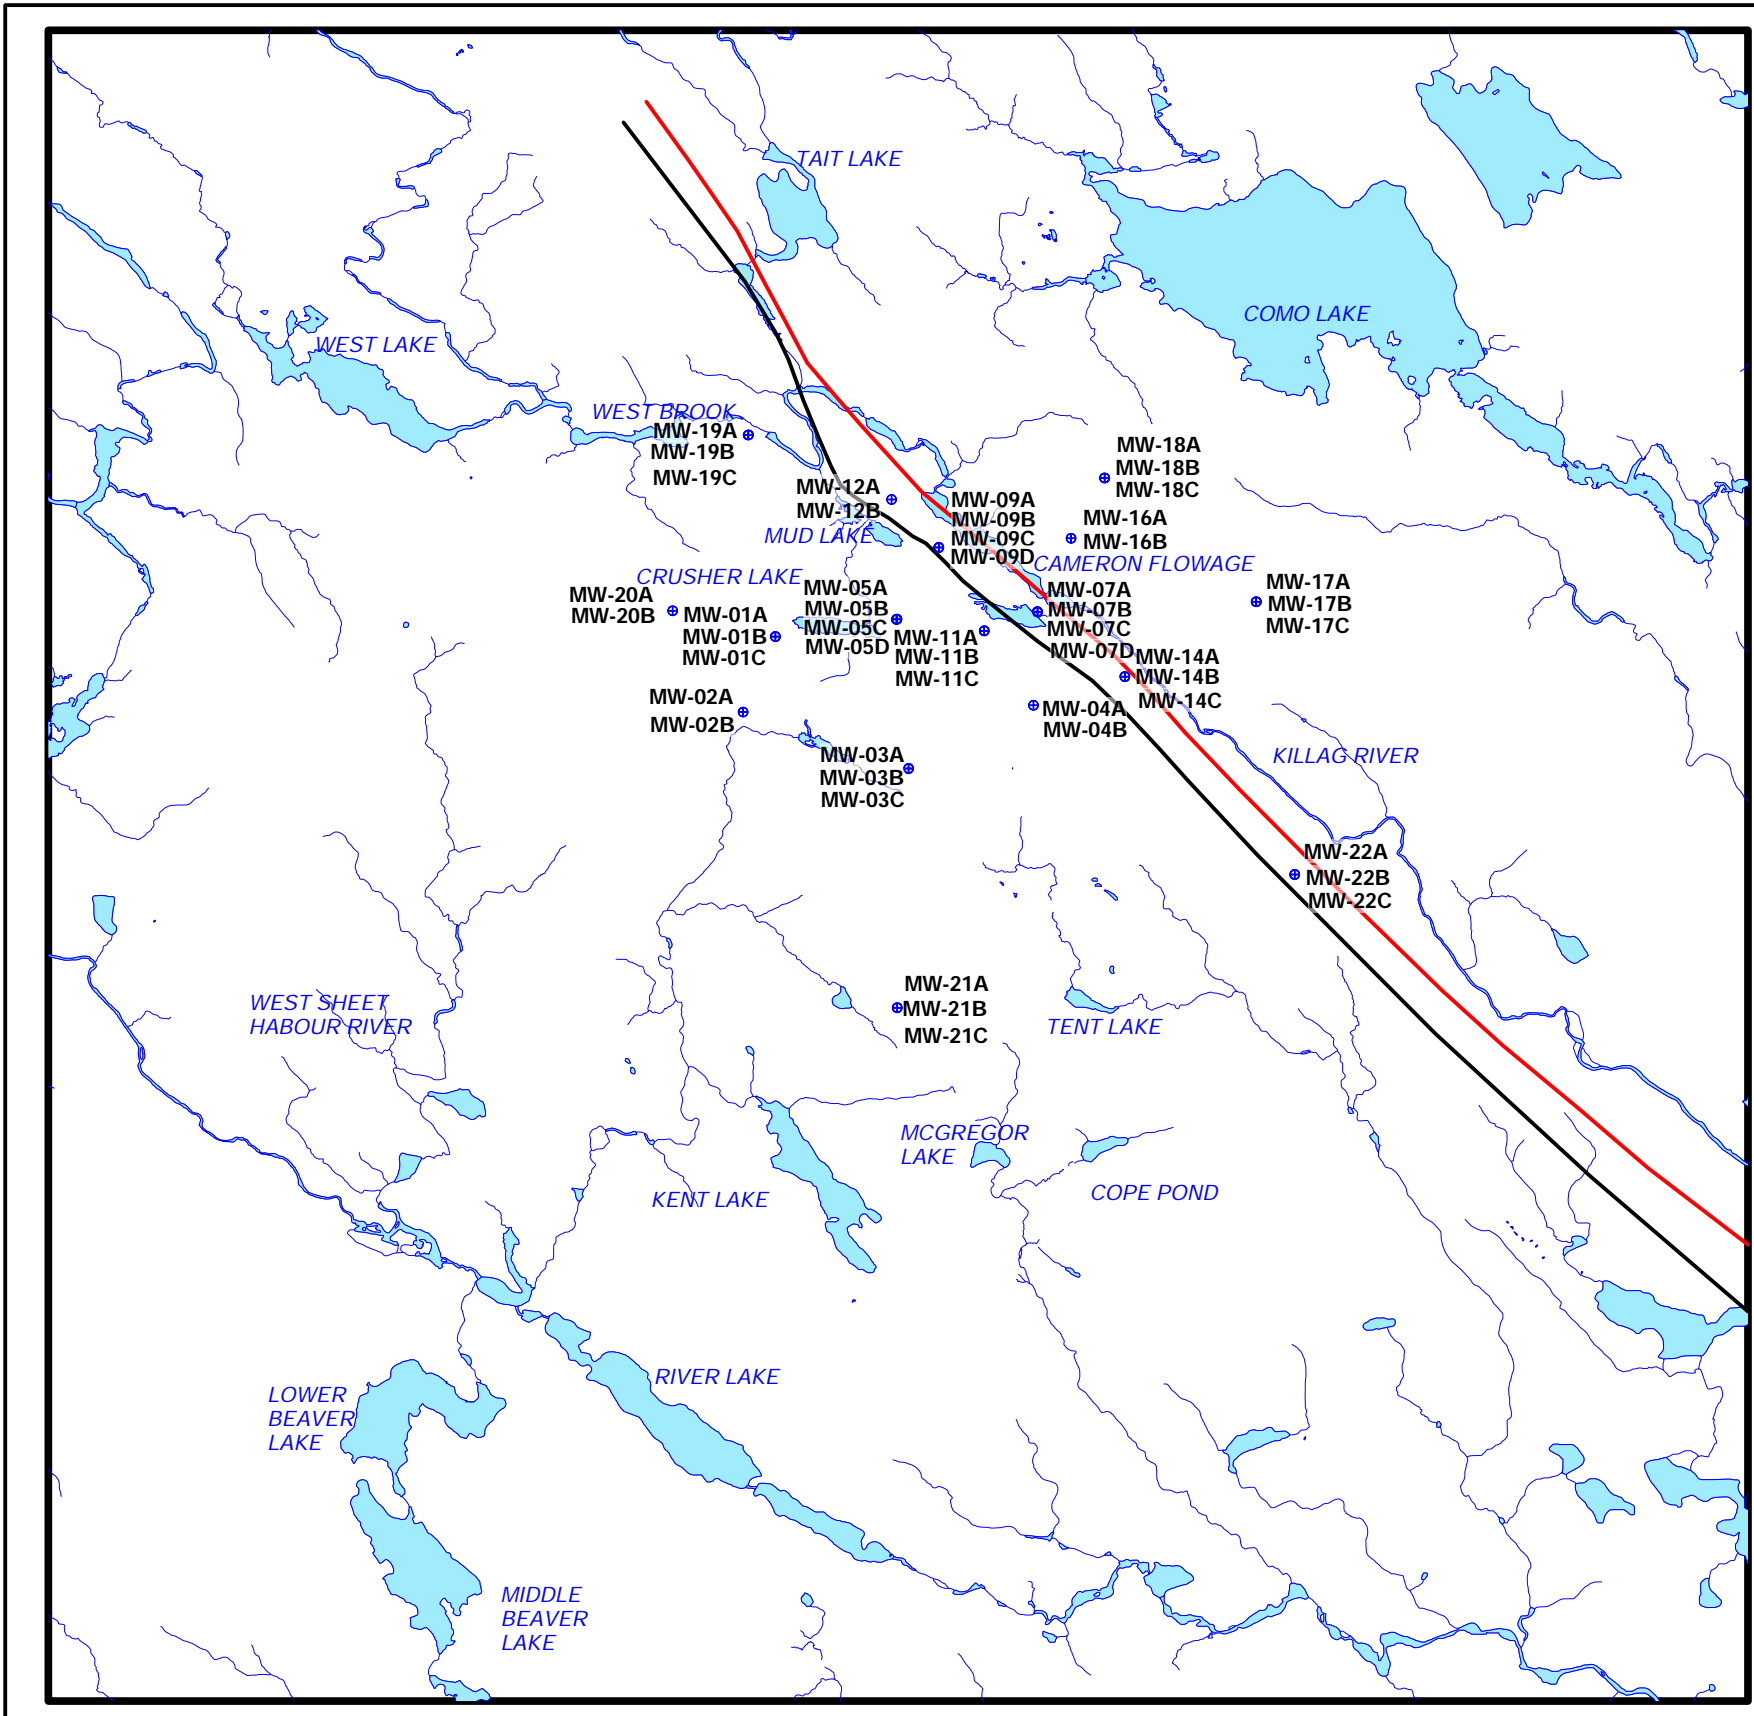 TAIT LAKE
COMO LAKE
WEST LAKE
WEST BROOK
MW-19A
MW-19B
MW-19C
MW-18A
MW-18B
MW-18C
MW-12A
MW-12B
MUD LAKE
MW-09A
MW-09B
MW-09C
MW-09D
MW-16A
MW-16B
CAMERON FLOWAGE
CRUSHER LAKE
MW-20A
MW-20B
MW-01A
MW-01B
MW-01C
MW-05A
MW-05B
MW-05C
MW-05D
MW-11A
MW-11B
MW-11C
MW-07A
MW-07B
MW-07C
MW-07D
MW-17A
MW-17B
MW-17C
MW-14A
MW-14B
MW-14C
MW-02A
MW-02B
MW-04A
MW-04B
MW-03A
MW-03B
MW-03C
KILLAG RIVER
MW-22A
MW-22B
MW-22C
MW-21A
MW-21B
MW-21C
WEST SHEET
HABOUR RIVER
TENT LAKE
MCGREGOR
LAKE
KENT LAKE
COPE POND
RIVER LAKE
LOWER
BEAVER
LAKE
MIDDLE
BEAVER
LAKE